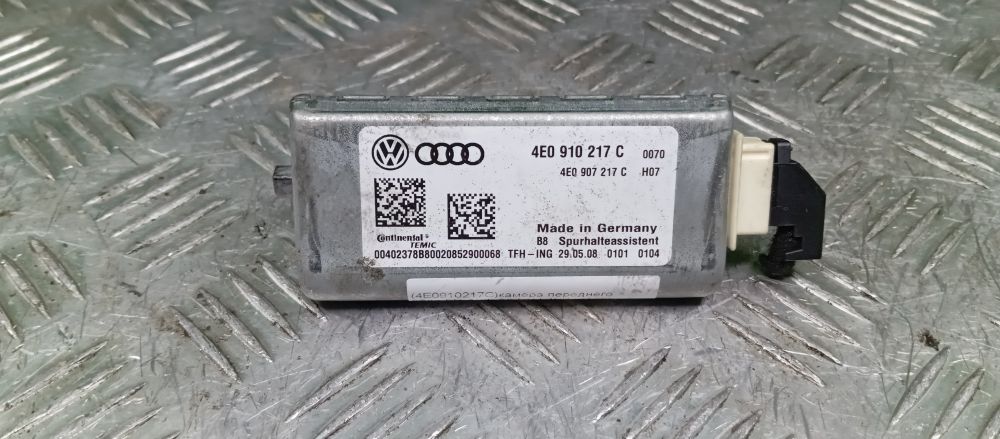 4E0 910 217 C 0070
4E0 907 217 C H07
Continental
TEMIC
Made in Germany
B8 Spurhalteassistent
00402378B80020852900068 TFH-ING 29.05.08 0101 0104
(4E0910217C)камера переднего